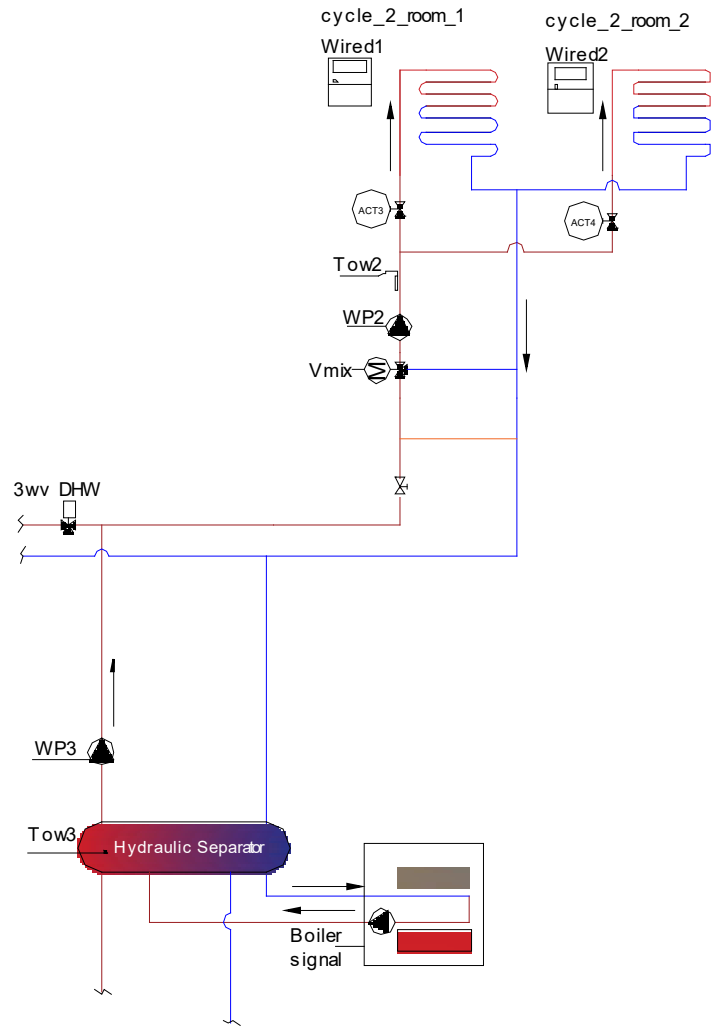 cycle_2_room_1
cycle_2_room_2
Wired1
Wired2
ACT3
ACT4
Tow2
WP2
Vmix
M
3wv DHW
WP3
Tow3
Hydraulic Separator
Boiler
signal